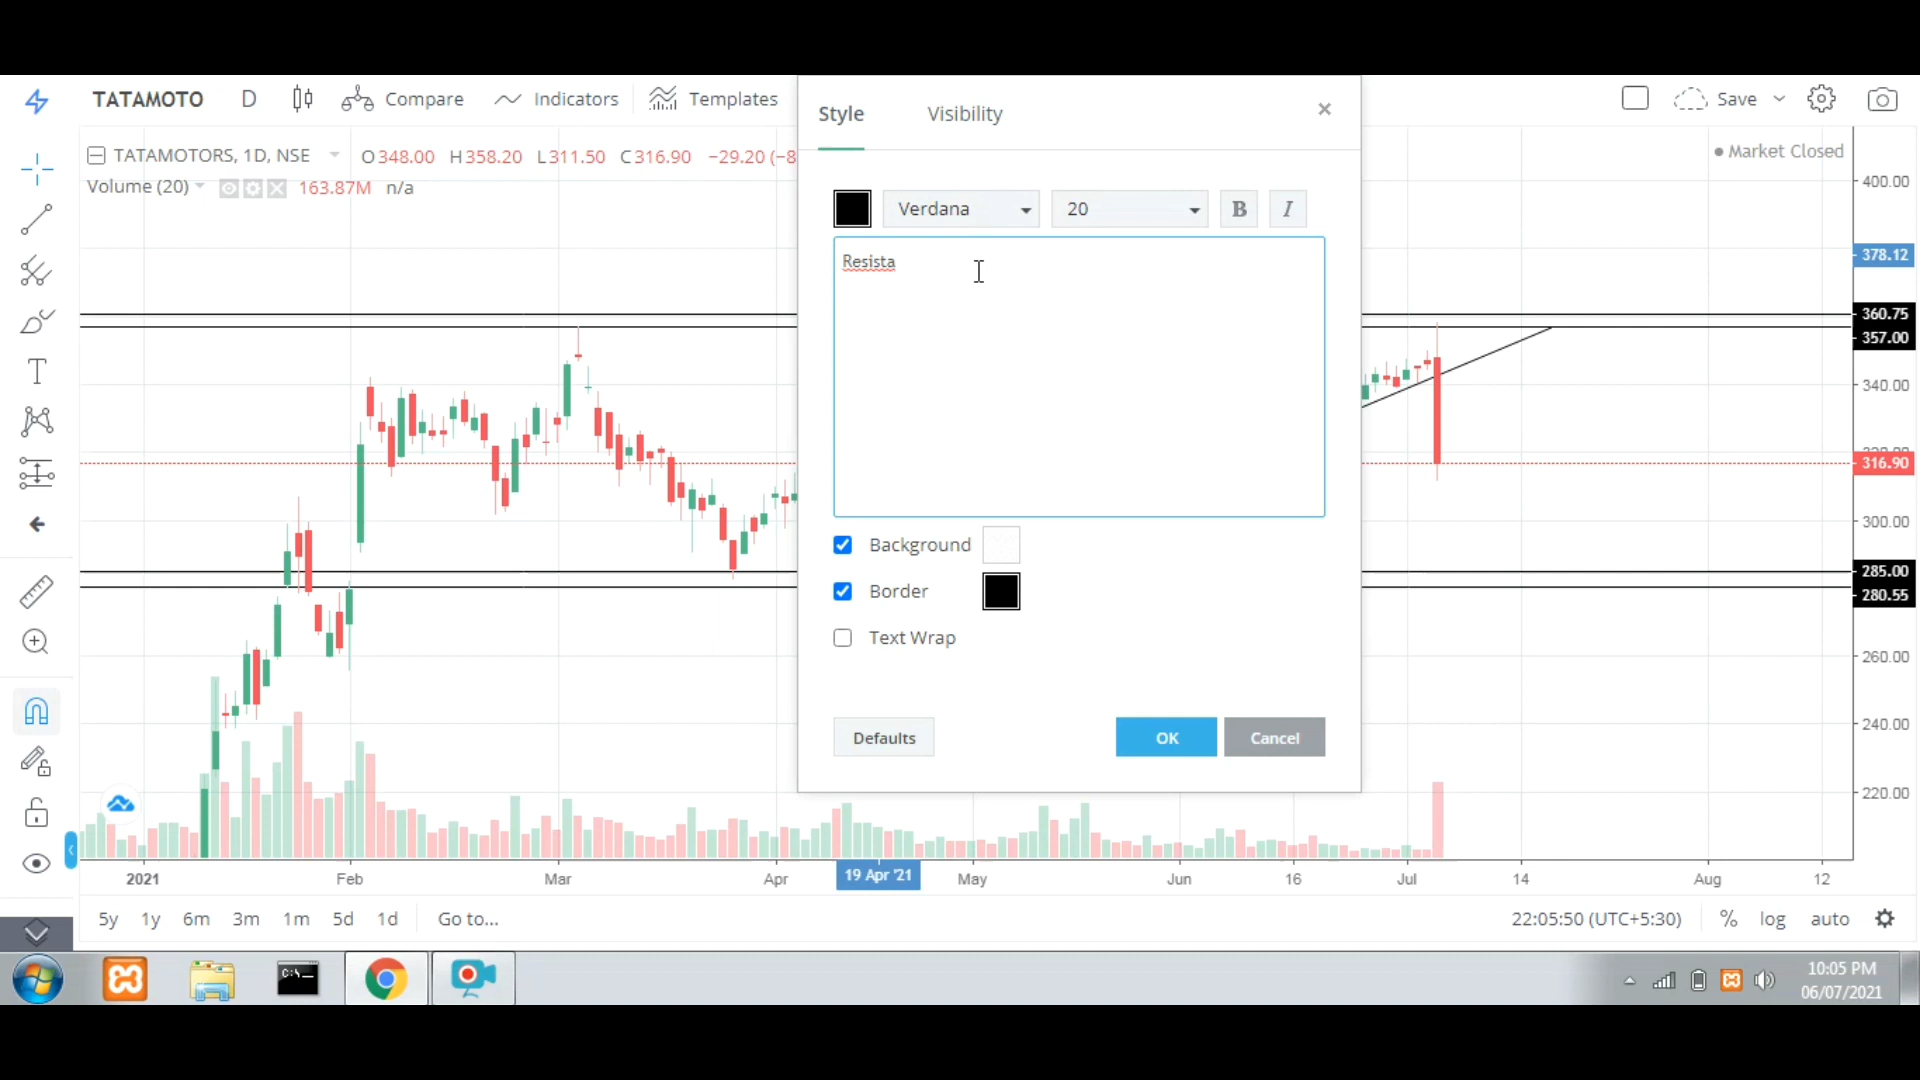 TATAMOTO D Compare Indicators Templates
Style Visibility
Save
TATAMOTORS, 1D, NSE O348.00 H358.20 L311.50 C316.90 −29.20 (−8
Market Closed
Volume (20) 163.87M n/a
Verdana 20 B I
Resista
Background
Border
Text Wrap
Defaults OK Cancel
400.00
378.12
360.75
357.00
340.00
316.90
300.00
285.00
280.55
260.00
240.00
220.00
2021 Feb Mar Apr 19 Apr '21 May Jun 16 Jul 14 Aug 12
5y 1y 6m 3m 1m 5d 1d Go to... 22:05:50 (UTC+5:30) % log auto
C:\_
10:05 PM
06/07/2021